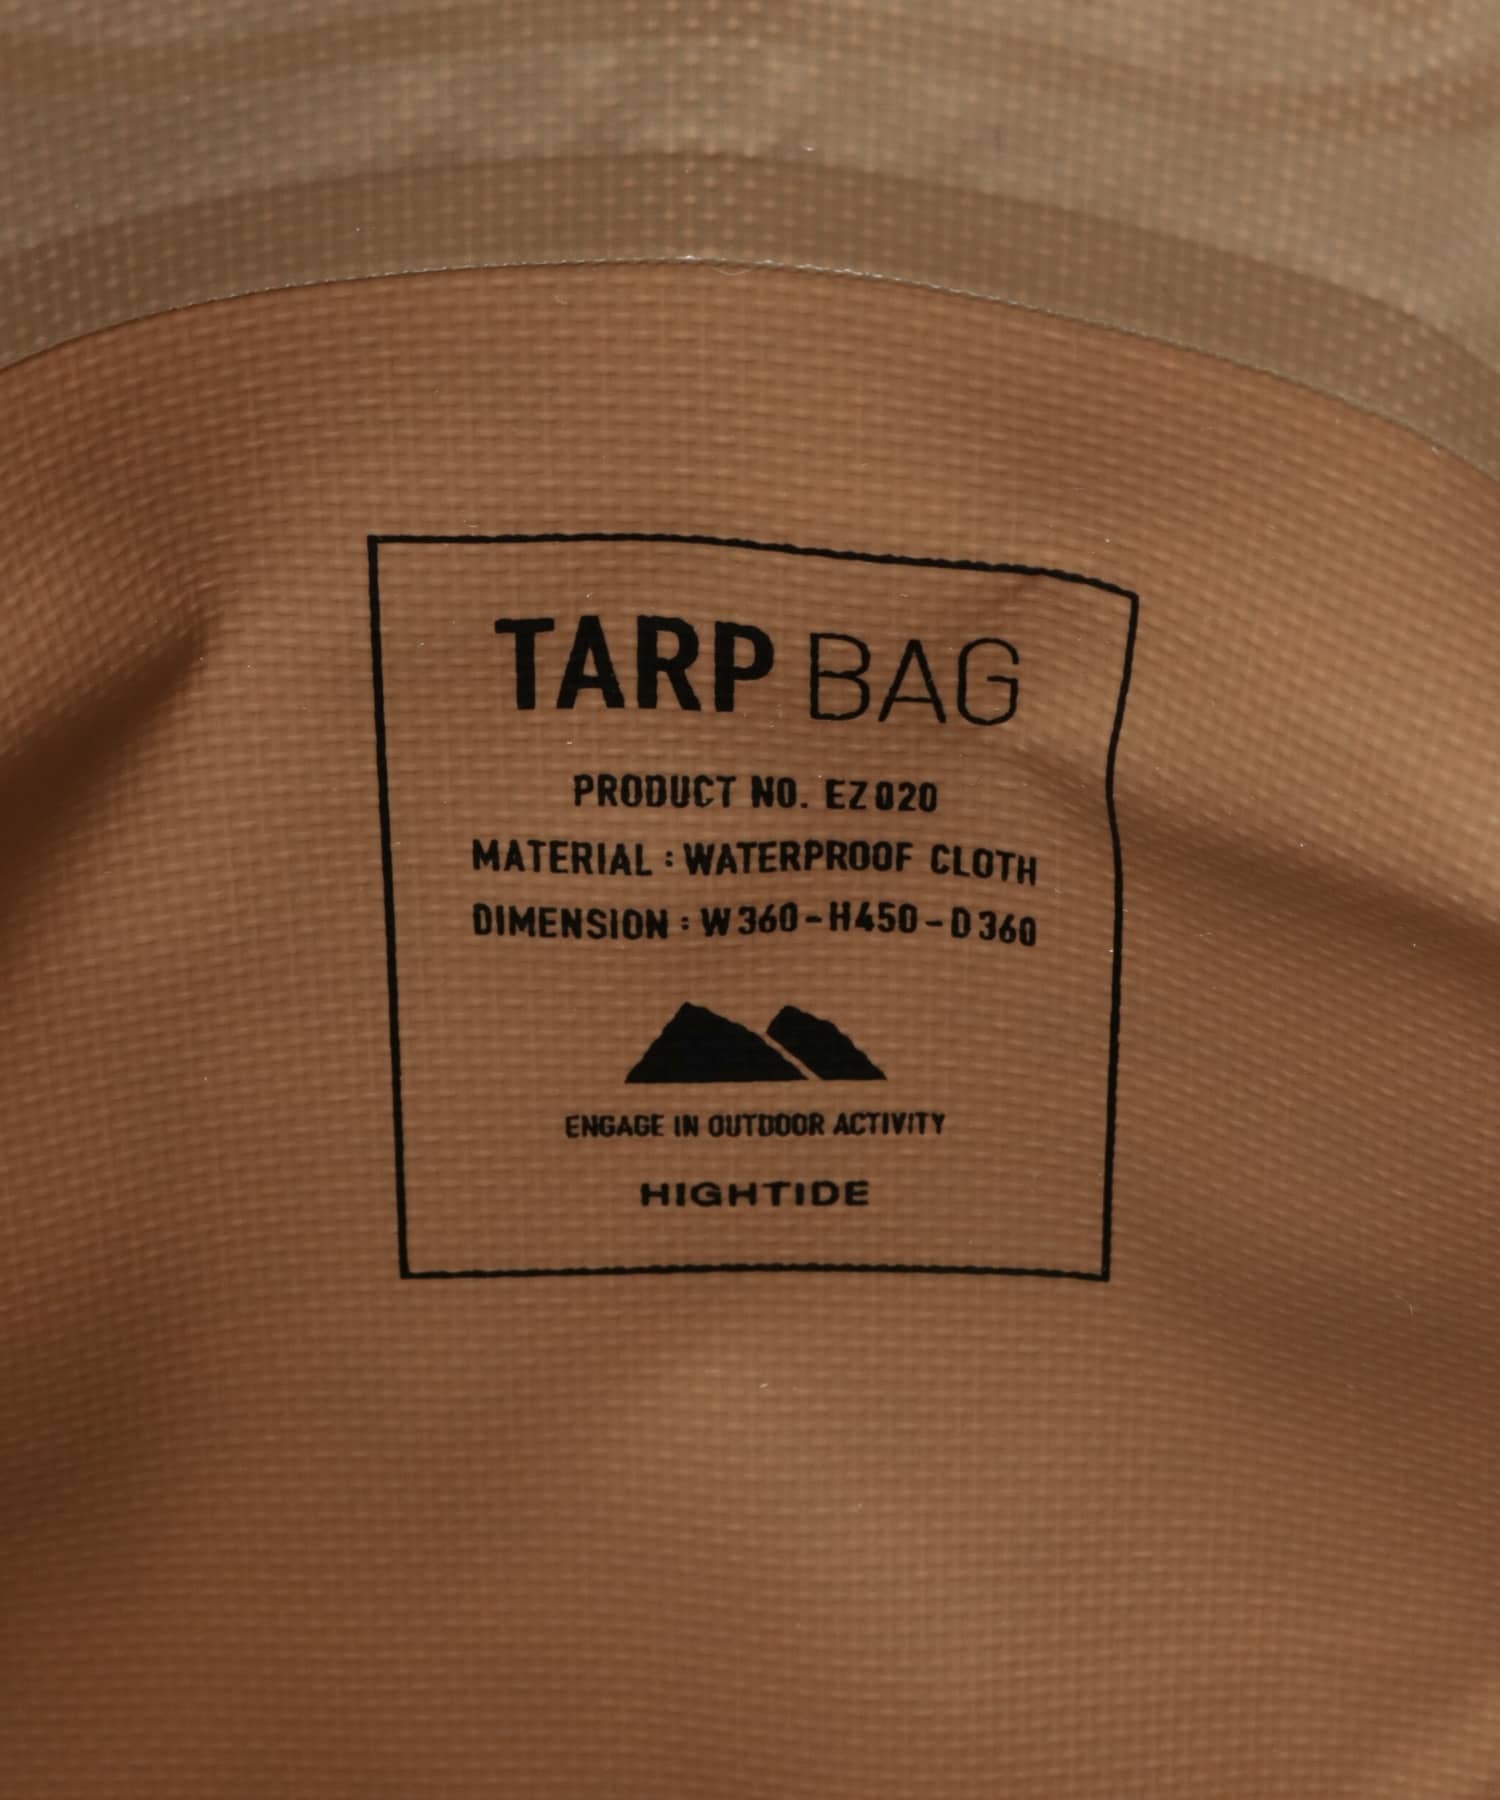 TARP BAG
PRODUCT NO. EZ020
MATERIAL : WATERPROOF CLOTH
DIMENSION : W360-H450-D360
ENGAGE IN OUTDOOR ACTIVITY
HIGHTIDE